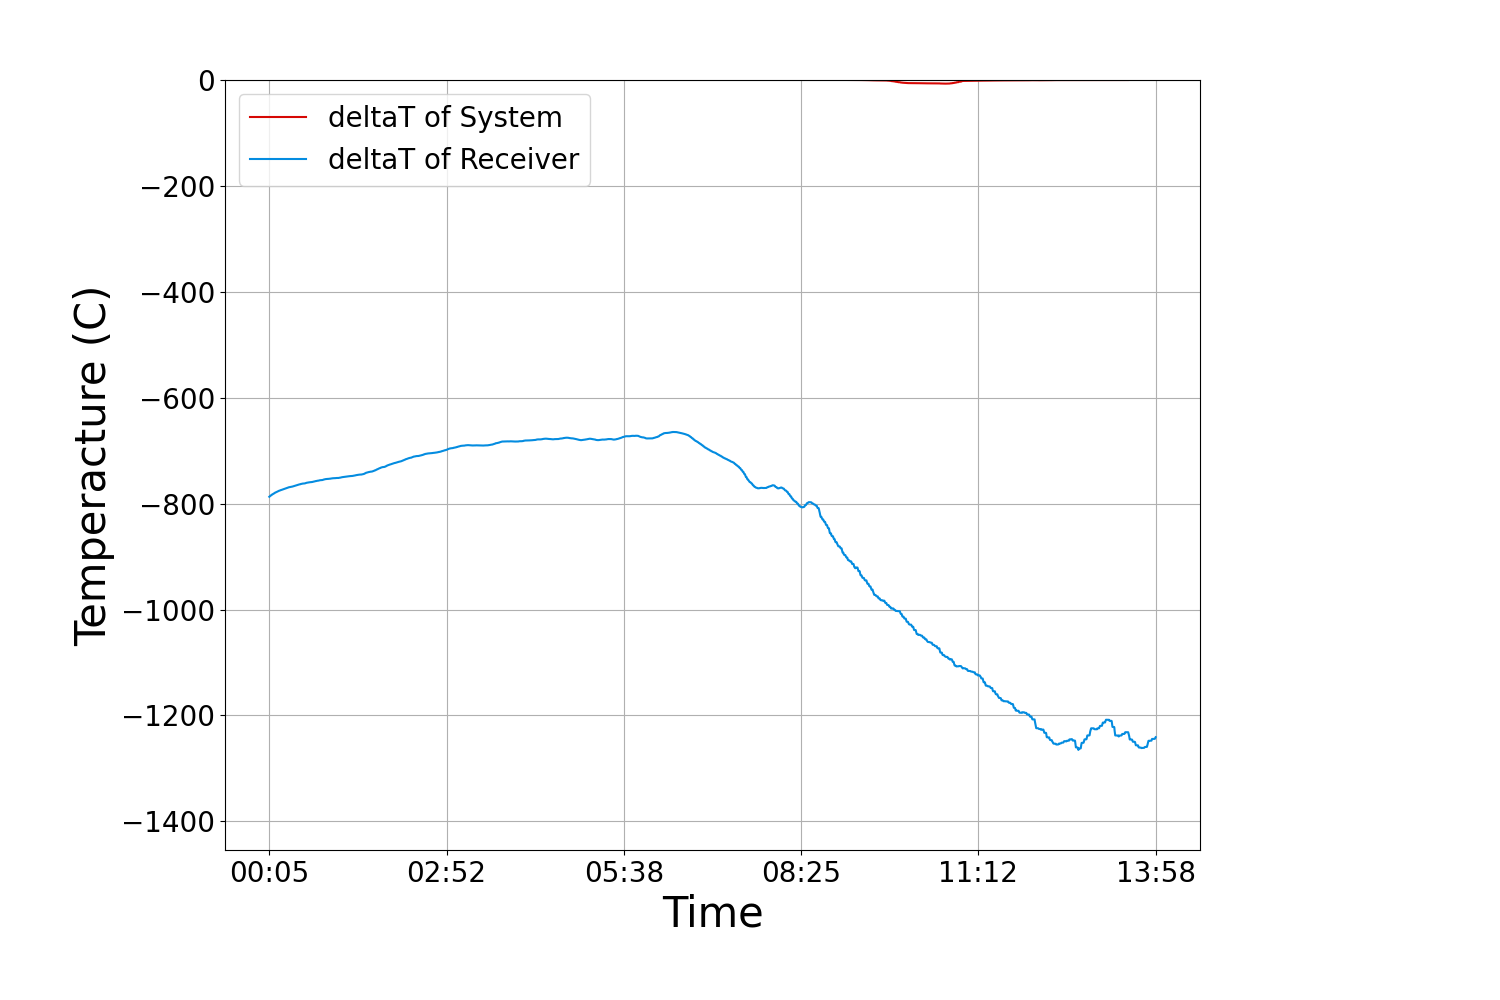 0
−200
−400
−600
−800
−1000
−1200
−1400
Temperacture (C)
deltaT of System
deltaT of Receiver
00:05 02:52 05:38 08:25 11:12 13:58
Time